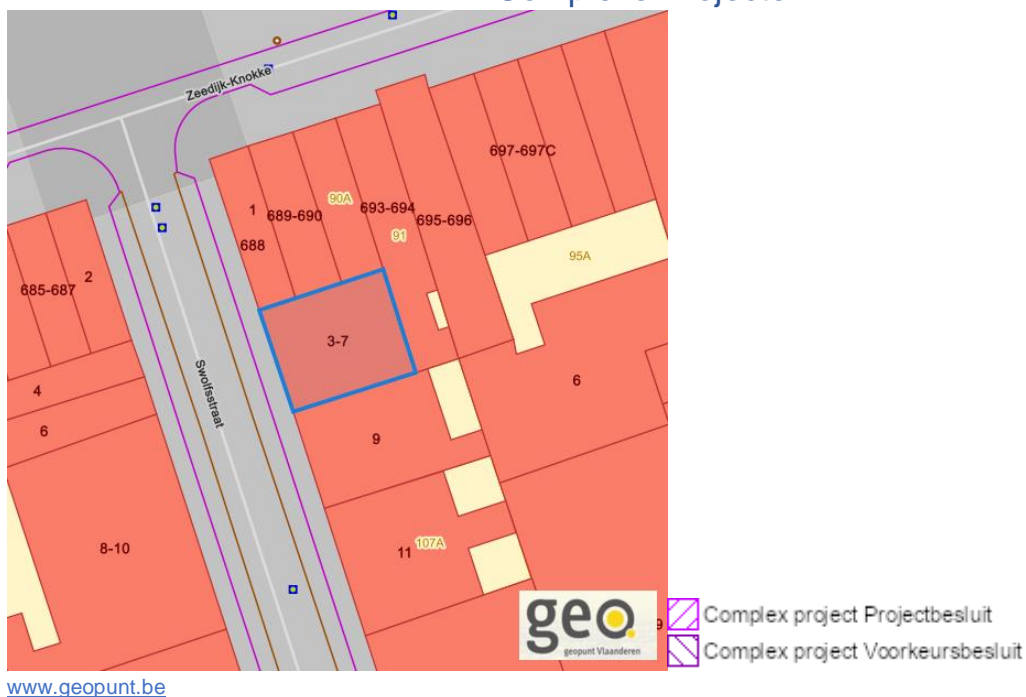 Zeedijk-Knokke
697-697C
90A
1
689-690
693-694
695-696
91
688
95A
2
685-687
3-7
Swolfsstraat
4
6
6
9
8-10
11
107A
9
geo
geopunt Vlaanderen
Complex project Projectbesluit
Complex project Voorkeursbesluit
www.geopunt.be